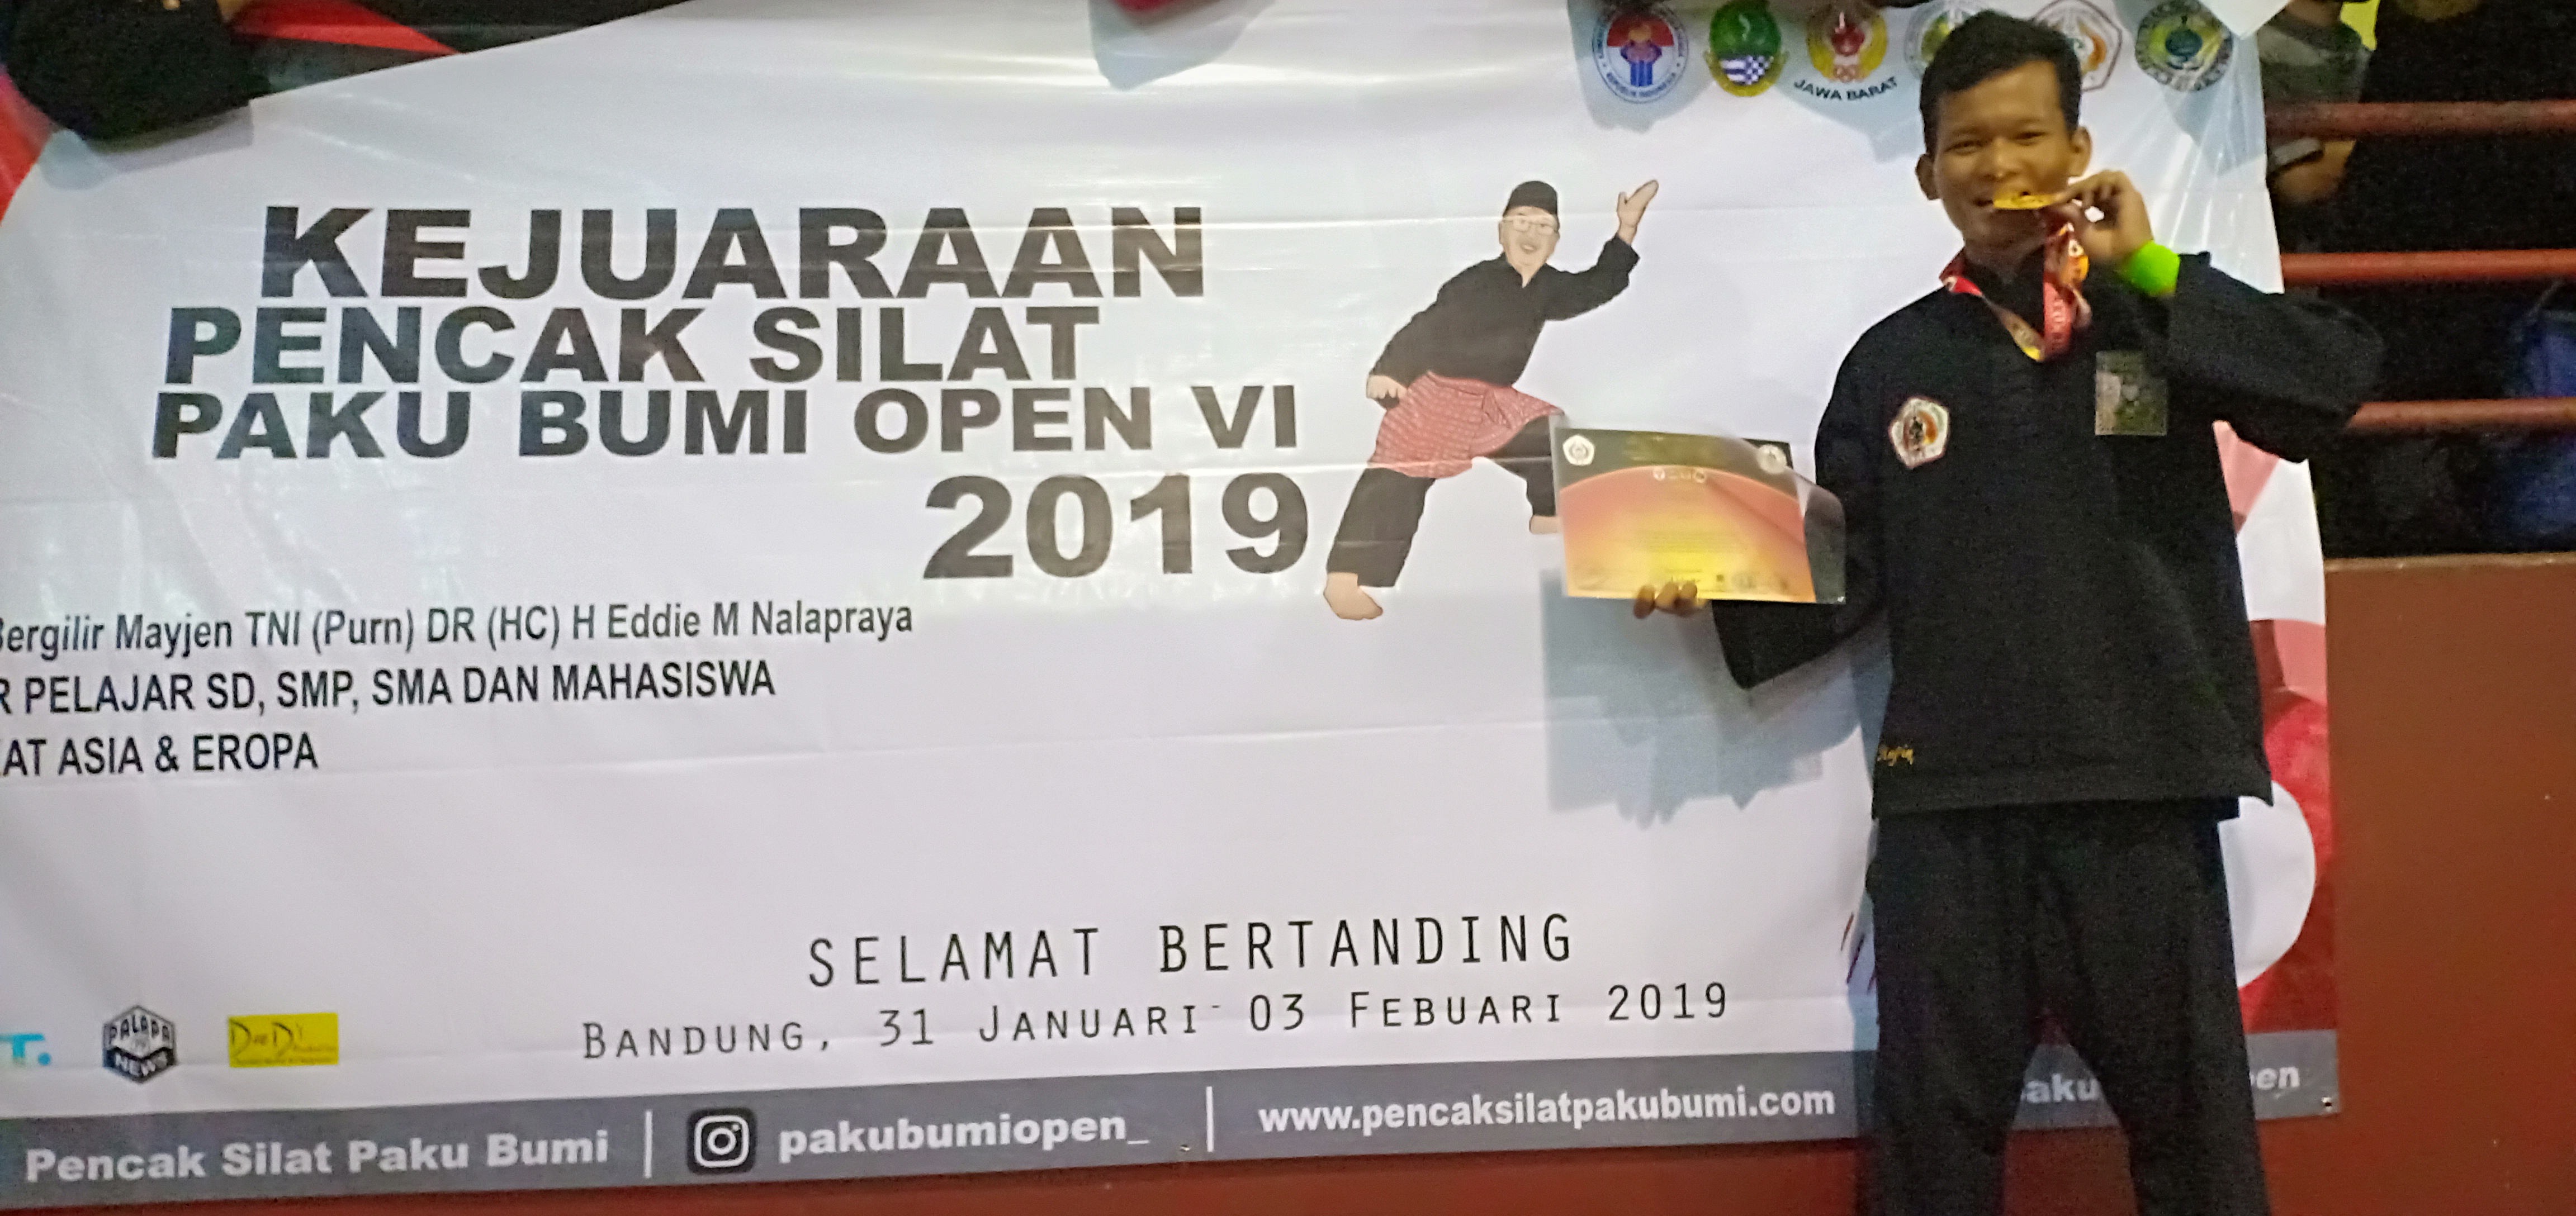 JAWA BARAT
KEJUARAAN
PENCAK SILAT
PAKU BUMI OPEN VI
2019
Bergilir Mayjen TNI (Purn) DR (HC) H Eddie M Nalapraya
R PELAJAR SD, SMP, SMA DAN MAHASISWA
AT ASIA & EROPA
SELAMAT BERTANDING
BANDUNG, 31 JANUARI - 03 FEBUARI 2019
T.
PALAPA
NEWS
Pencak Silat Paku Bumi | pakubumiopen_ | www.pencaksilatpakubumi.com